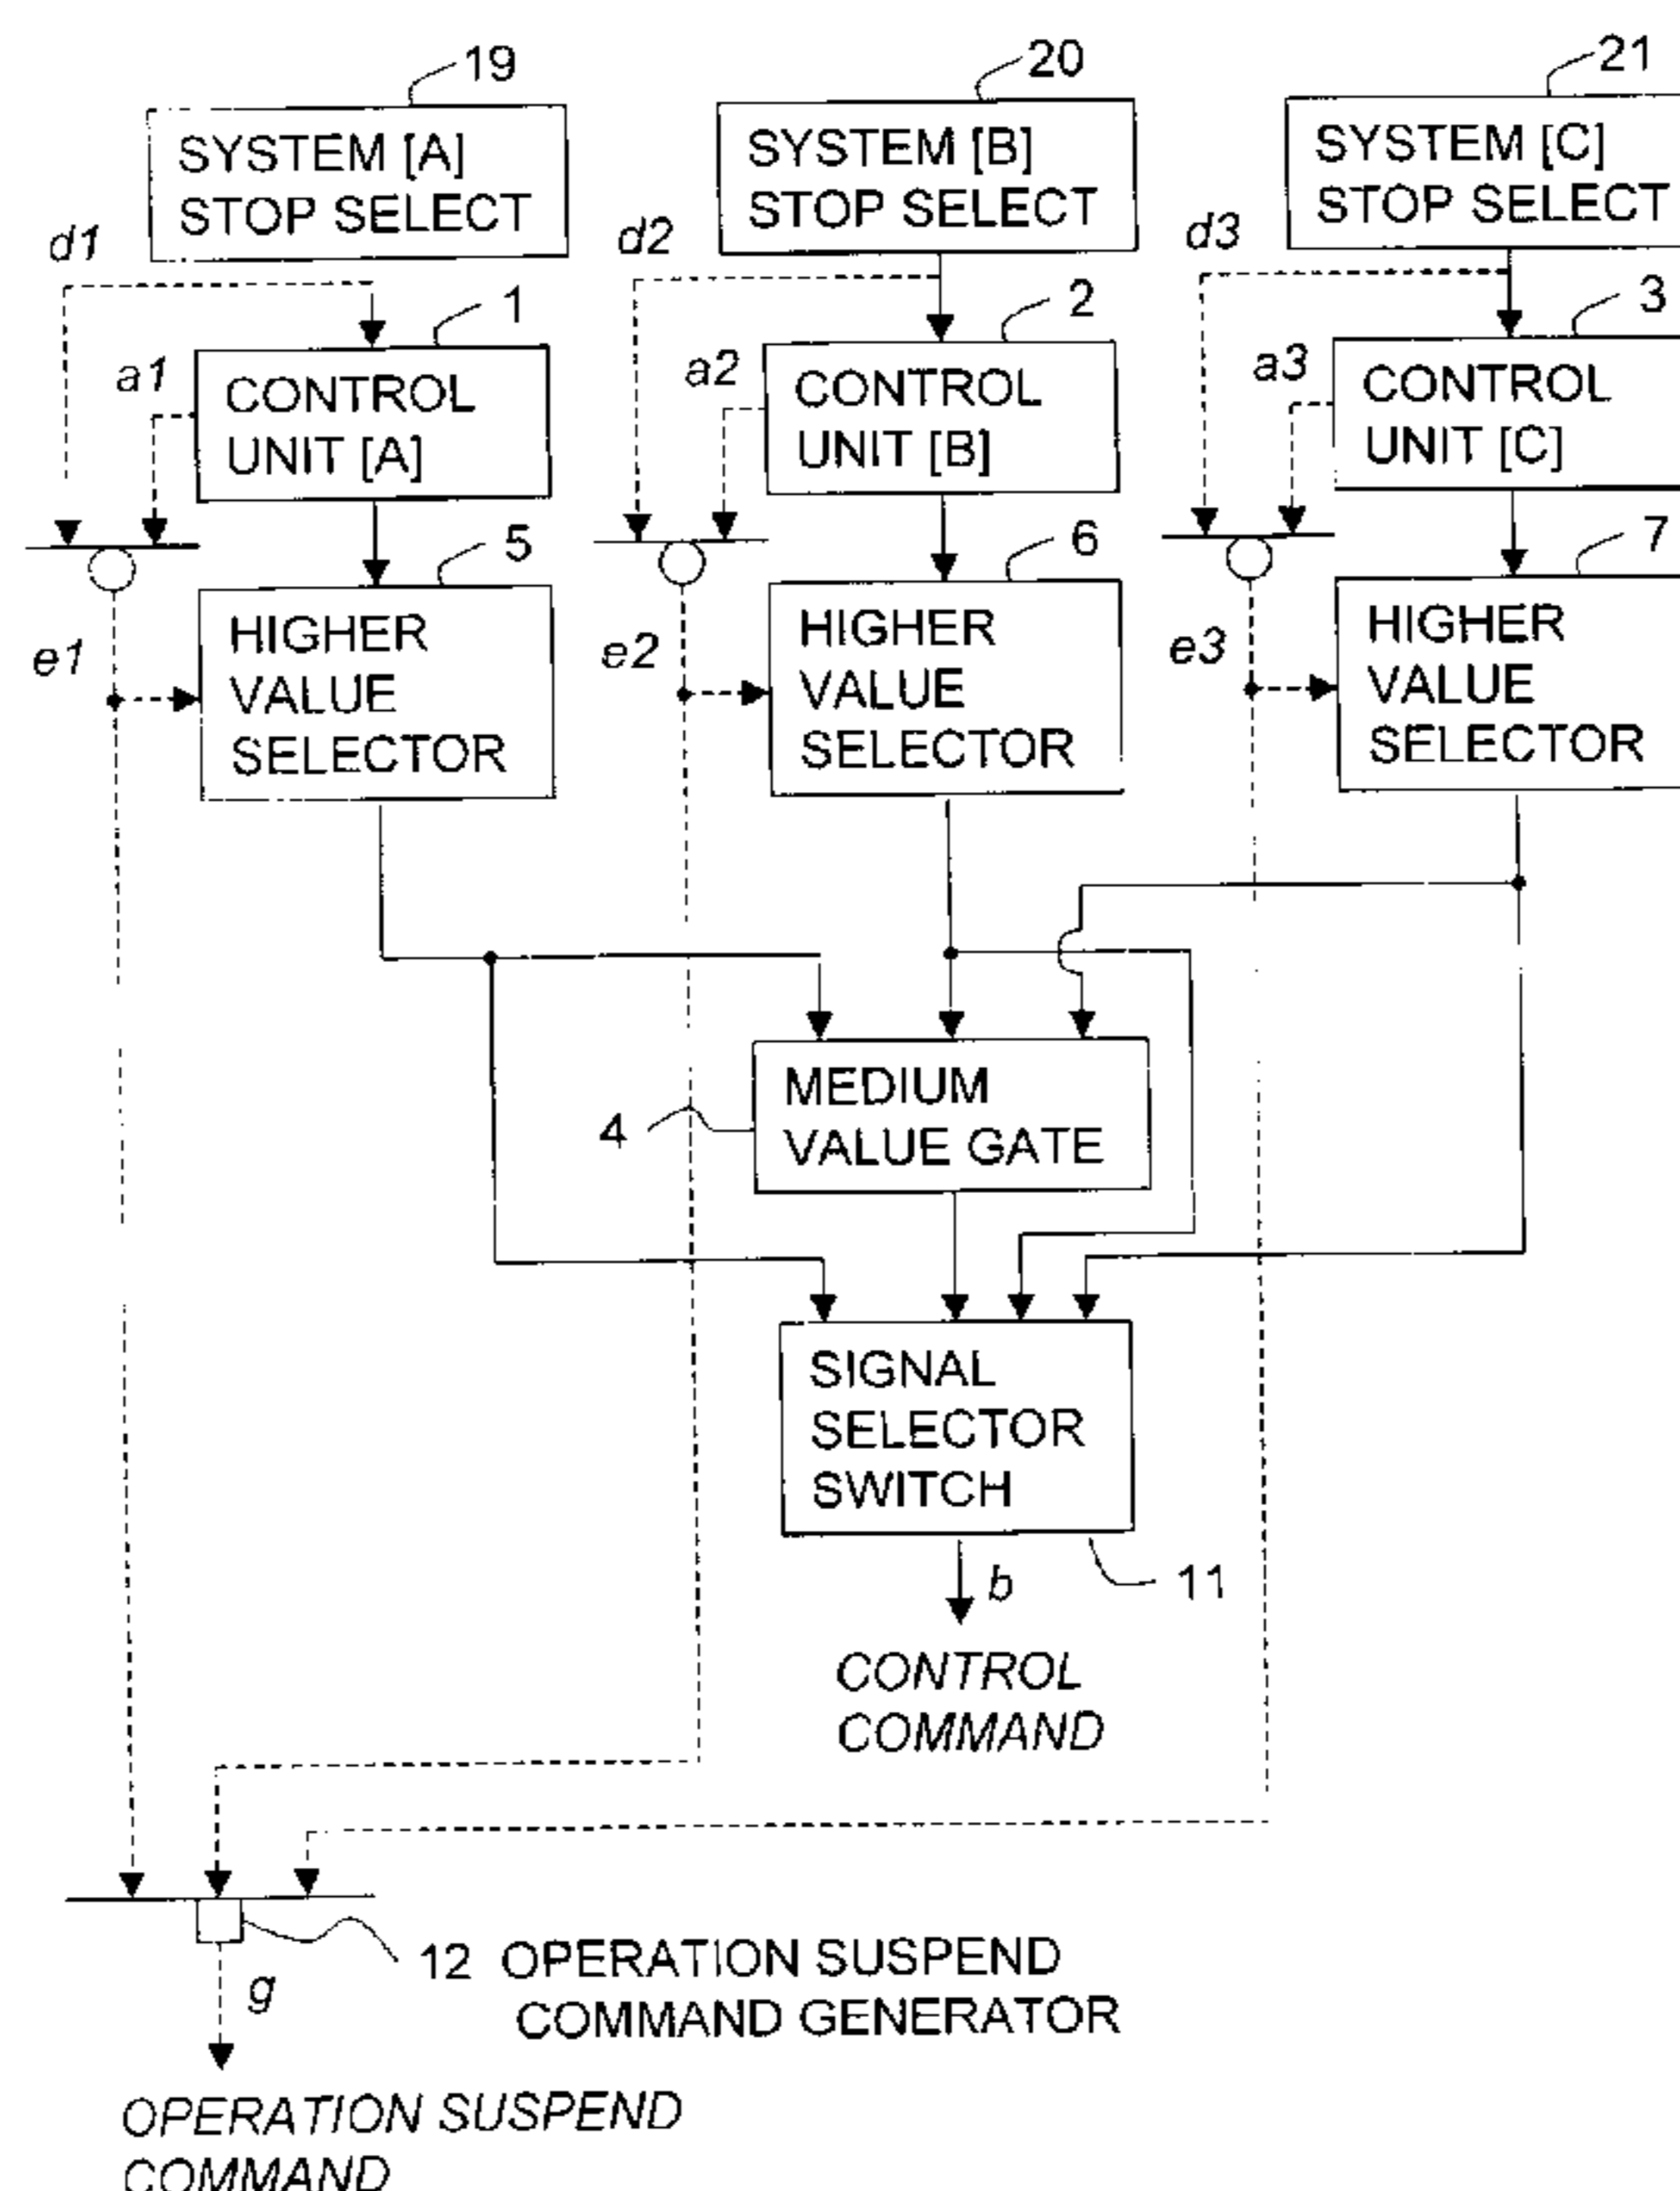 19
20
21
SYSTEM [A]
STOP SELECT
SYSTEM [B]
STOP SELECT
SYSTEM [C]
STOP SELECT
d1
d2
d3
1
2
3
a1
a2
a3
CONTROL
UNIT [A]
CONTROL
UNIT [B]
CONTROL
UNIT [C]
5
6
7
e1
e2
e3
HIGHER
VALUE
SELECTOR
HIGHER
VALUE
SELECTOR
HIGHER
VALUE
SELECTOR
4
MEDIUM
VALUE GATE
SIGNAL
SELECTOR
SWITCH
b
11
CONTROL
COMMAND
12 OPERATION SUSPEND
COMMAND GENERATOR
g
OPERATION SUSPEND
COMMAND